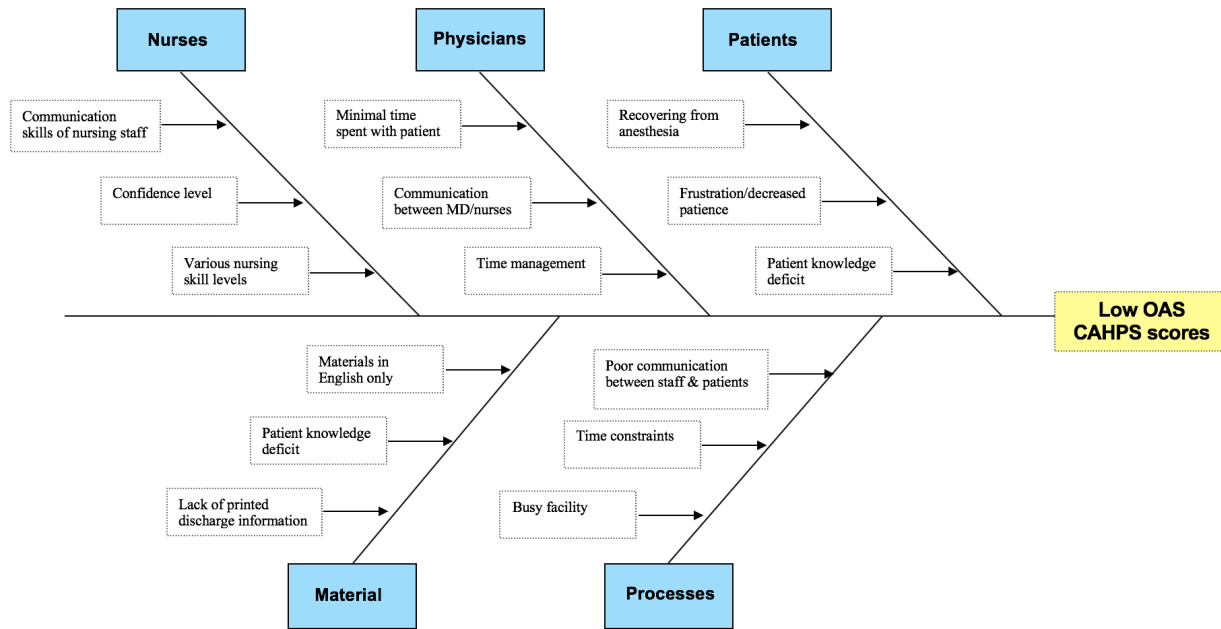 Nurses
Physicians
Patients
Communication
skills of nursing staff
Minimal time
spent with patient
Recovering from
anesthesia
Confidence level
Communication
between MD/nurses
Frustration/decreased
patience
Various nursing
skill levels
Time management
Patient knowledge
deficit
Low OAS
CAHPS scores
Materials in
English only
Poor communication
between staff & patients
Patient knowledge
deficit
Time constraints
Lack of printed
discharge information
Busy facility
Material
Processes